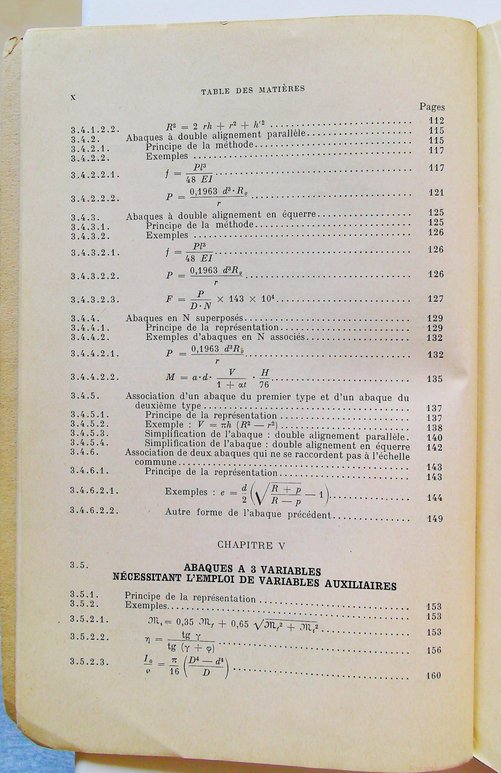 X
TABLE DES MATIÈRES
Pages
3.4.1.2.2. R² = 2 rh + r² + h'² 112
3.4.2. Abaques à double alignement parallèle 115
3.4.2.1. Principe de la méthode 115
3.4.2.2. Exemples 117
3.4.2.2.1. f = Pl³ / 48 EI 117
3.4.2.2.2. P = 0,1963 d³·R / r 121
3.4.3. Abaques à double alignement en équerre 125
3.4.3.1. Principe de la méthode 125
3.4.3.2. Exemples 126
3.4.3.2.1. f = Pl³ / 48 EI 126
3.4.3.2.2. P = 0,1963 d³R / r 126
3.4.3.2.3. F = P / D·N × 143 × 10⁴ 127
3.4.4. Abaques en N superposés 129
3.4.4.1. Principe de la représentation 129
3.4.4.2. Exemples d'abaques en N associés 132
3.4.4.2.1. P = 0,1963 d³R / r 132
3.4.4.2.2. M = a·d· V / 1 + αt · H / 76 135
3.4.5. Association d'un abaque du premier type et d'un abaque du
deuxième type 137
3.4.5.1. Principe de la représentation 137
3.4.5.2. Exemple : V = πh (R² — r²) 138
3.4.5.3. Simplification de l'abaque : double alignement parallèle. 140
3.4.5.4. Simplification de l'abaque : double alignement en équerre 142
3.4.6. Association de deux abaques qui ne se raccordent pas à l'échelle
commune 143
3.4.6.1. Principe de la représentation 143
3.4.6.2.1. Exemples : e = d / 2 (√ R + p / R — p — 1) 144
3.4.6.2.2. Autre forme de l'abaque précédent 149
CHAPITRE V
3.5. ABAQUES A 3 VARIABLES
NÉCESSITANT L'EMPLOI DE VARIABLES AUXILIAIRES
3.5.1. Principe de la représentation 153
3.5.2. Exemples 153
3.5.2.1. ℳ = 0,35 ℳ + 0,65 √ℳ² + ℳ² 153
3.5.2.2. η = tg γ / tg (γ + φ) 156
3.5.2.3. I / v = π / 16 (D⁴ — d⁴ / D) 160